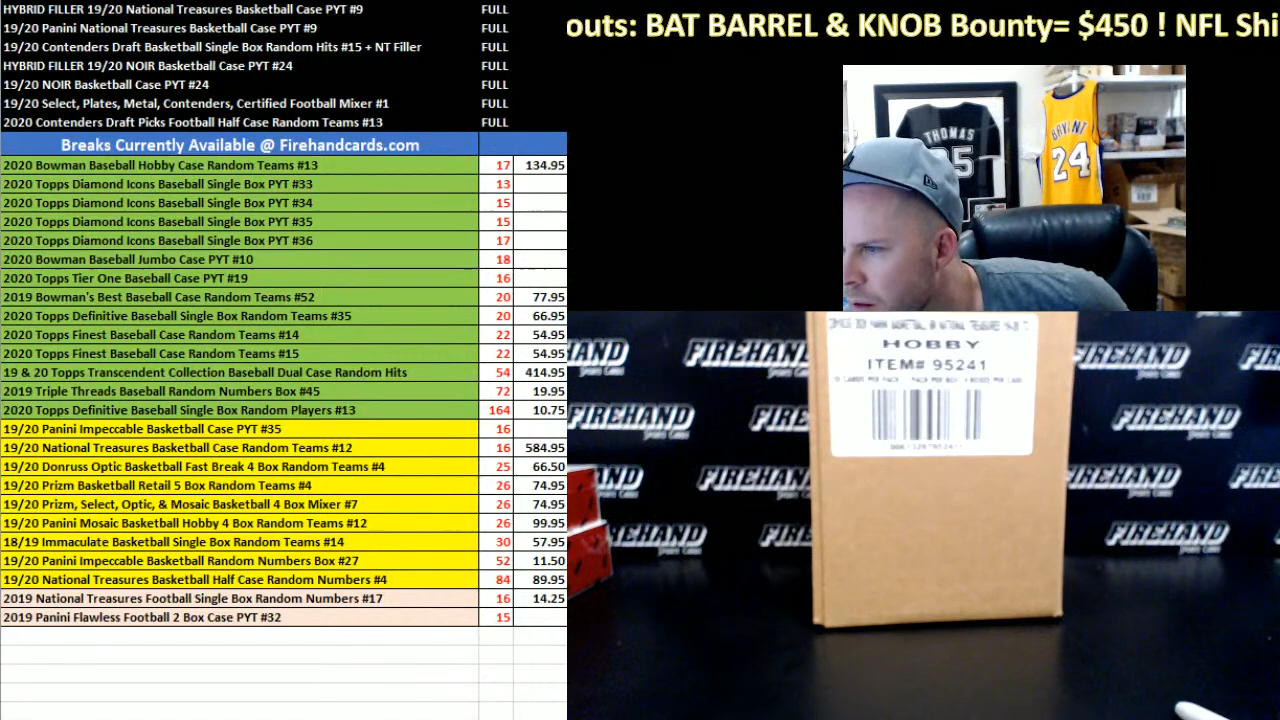 HYBRID FILLER 19/20 National Treasures Basketball Case PYT #9 FULL
19/20 Panini National Treasures Basketball Case PYT #9 FULL
19/20 Contenders Draft Basketball Single Box Random Hits #15 + NT Filler FULL
HYBRID FILLER 19/20 NOIR Basketball Case PYT #24 FULL
19/20 NOIR Basketball Case PYT #24 FULL
19/20 Select, Plates, Metal, Contenders, Certified Football Mixer #1 FULL
2020 Contenders Draft Picks Football Half Case Random Teams #13 FULL
Breaks Currently Available @ Firehandcards.com
2020 Bowman Baseball Hobby Case Random Teams #13 17 134.95
2020 Topps Diamond Icons Baseball Single Box PYT #33 13
2020 Topps Diamond Icons Baseball Single Box PYT #34 15
2020 Topps Diamond Icons Baseball Single Box PYT #35 15
2020 Topps Diamond Icons Baseball Single Box PYT #36 17
2020 Bowman Baseball Jumbo Case PYT #10 18
2020 Topps Tier One Baseball Case PYT #19 16
2019 Bowman's Best Baseball Case Random Teams #52 20 77.95
2020 Topps Definitive Baseball Single Box Random Teams #35 20 66.95
2020 Topps Finest Baseball Case Random Teams #14 22 54.95
2020 Topps Finest Baseball Case Random Teams #15 22 54.95
19 & 20 Topps Transcendent Collection Baseball Dual Case Random Hits 54 414.95
2019 Triple Threads Baseball Random Numbers Box #45 72 19.95
2020 Topps Definitive Baseball Single Box Random Players #13 164 10.75
19/20 Panini Impeccable Basketball Case PYT #35 16
19/20 National Treasures Basketball Case Random Teams #12 16 584.95
19/20 Donruss Optic Basketball Fast Break 4 Box Random Teams #4 25 66.50
19/20 Prizm Basketball Retail 5 Box Random Teams #4 26 74.95
19/20 Prizm, Select, Optic, & Mosaic Basketball 4 Box Mixer #7 26 74.95
19/20 Panini Mosaic Basketball Hobby 4 Box Random Teams #12 26 99.95
18/19 Immaculate Basketball Single Box Random Teams #14 30 57.95
19/20 Panini Impeccable Basketball Random Numbers Box #27 52 11.50
19/20 National Treasures Basketball Half Case Random Numbers #4 84 89.95
2019 National Treasures Football Single Box Random Numbers #17 16 14.25
2019 Panini Flawless Football 2 Box Case PYT #32 15
outs: BAT BARREL & KNOB Bounty= $450 ! NFL Shi
THOMAS
35
BRYANT
24
HOBBY
ITEM# 95241
FIREHAND
FIREHAND
FIREHAND
FIREHAND
FIREHAND
FIREHAND
FIREHAND
FIREHAND